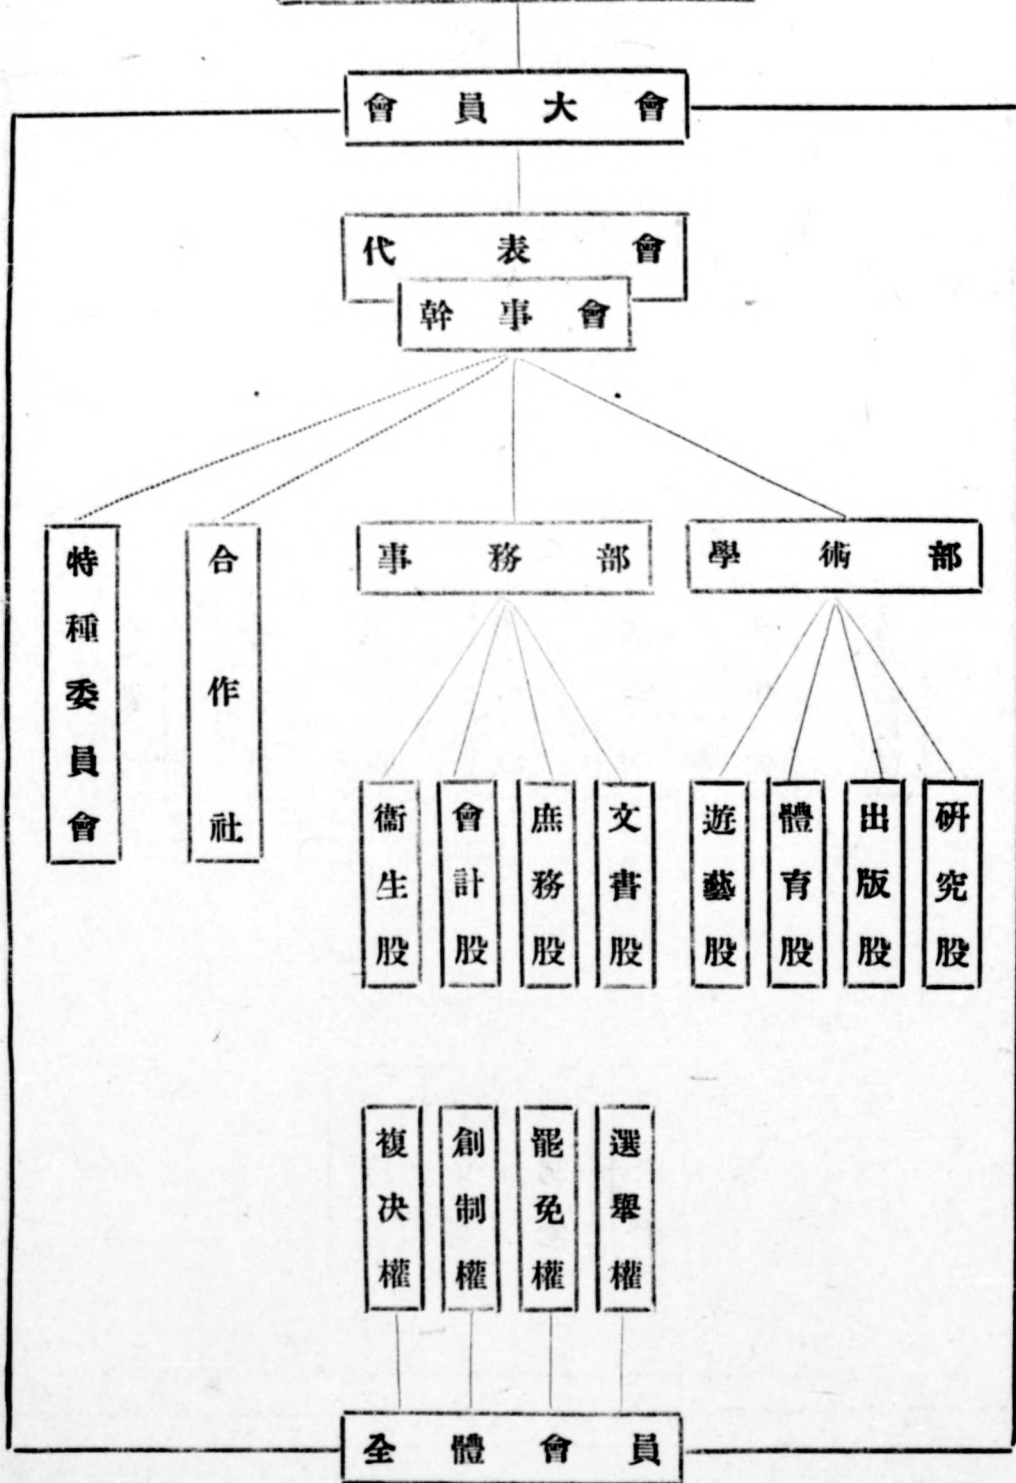 會員大會
代表會
幹事會
特種委員會
合作社
事務部
學術部
衞生股
會計股
庶務股
文書股
遊藝股
體育股
出版股
研究股
複决權
創制權
罷免權
選舉權
全體會員